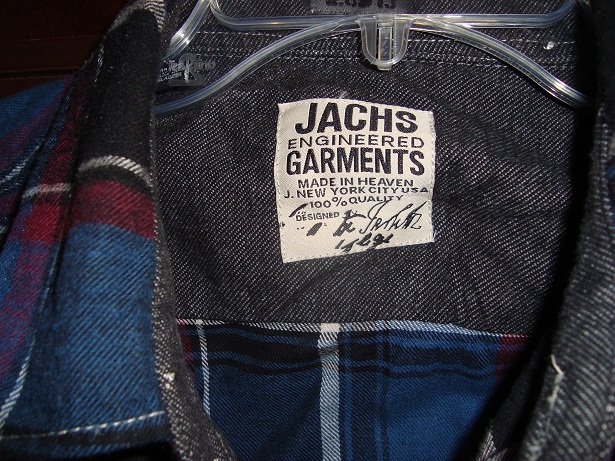 JACHS
ENGINEERED
GARMENTS
MADE IN HEAVEN
J. NEW YORK CITY USA
100% QUALITY
DESIGNED